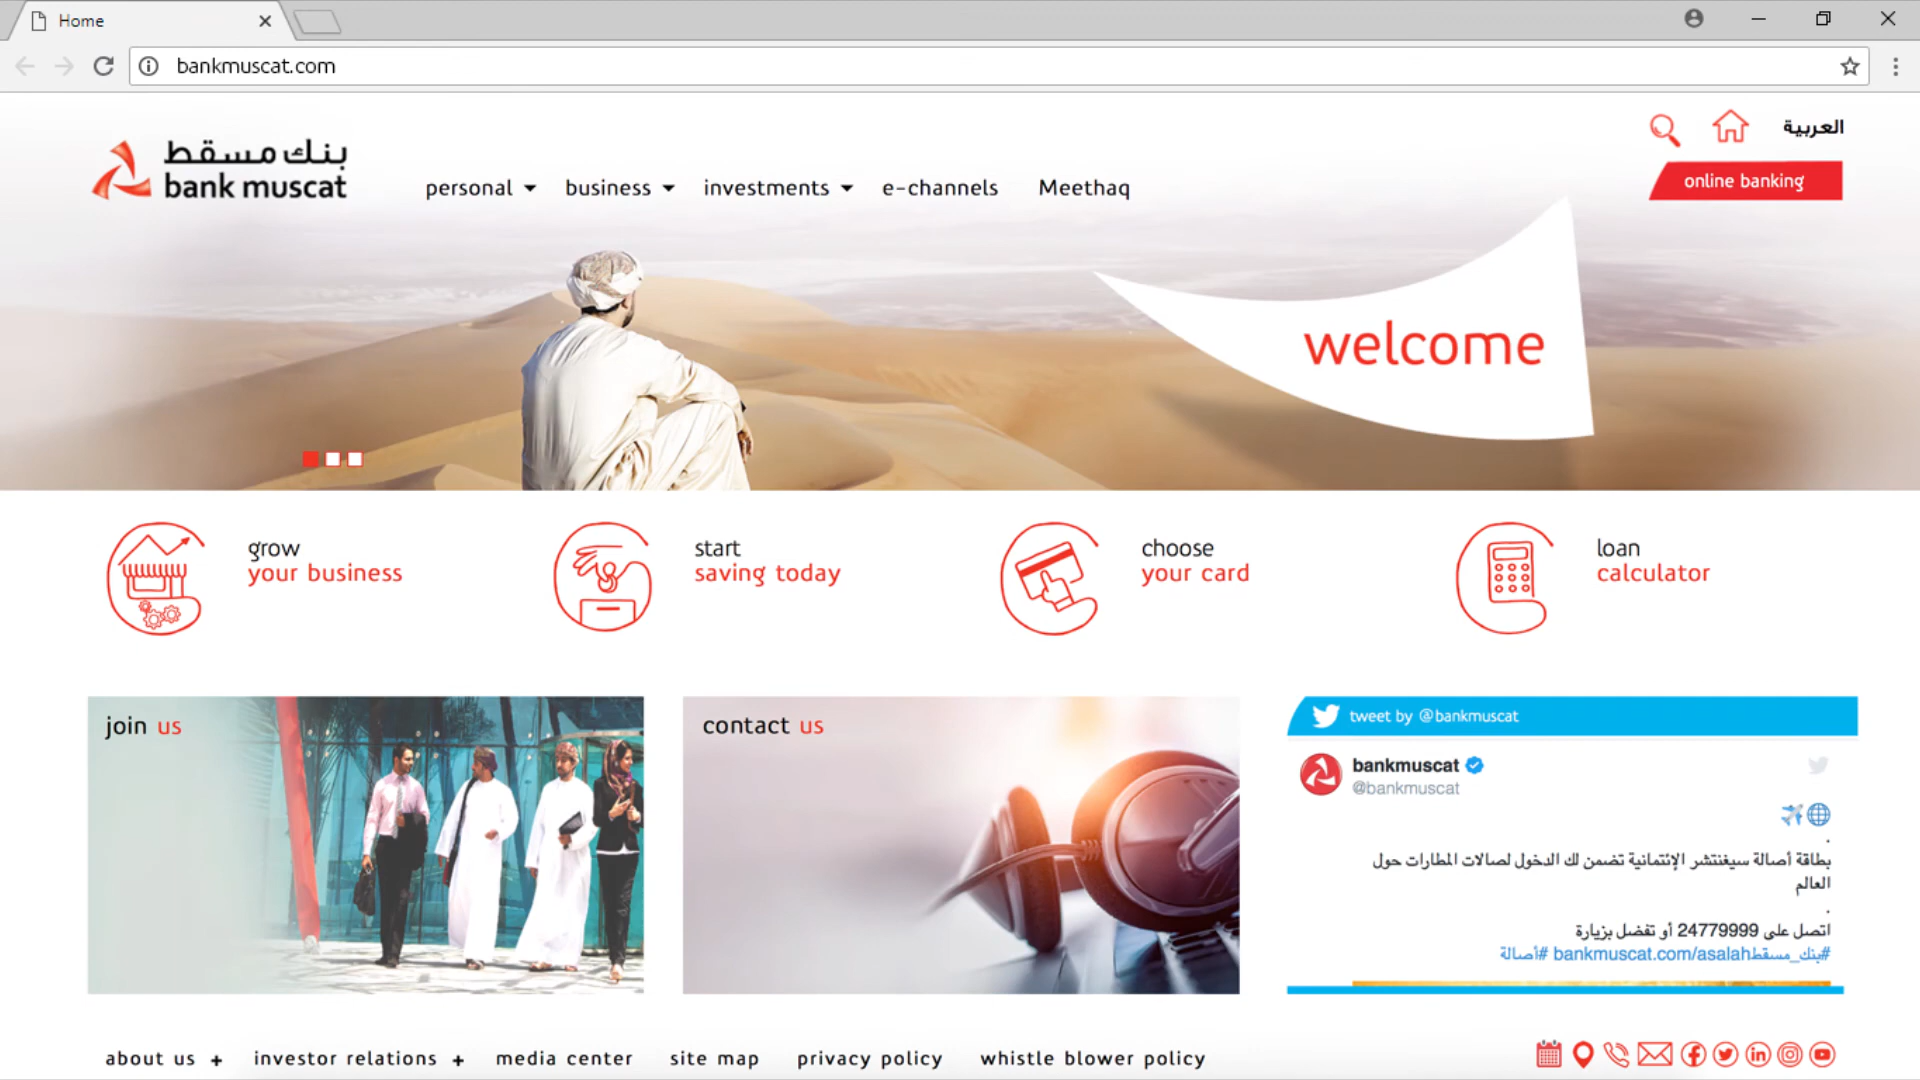 Home
bankmuscat.com
العربية
بنك مسقط
bank muscat
personal
business
investments
e-channels
Meethaq
online banking
welcome
grow
your business
start
saving today
choose
your card
loan
calculator
join us
contact us
tweet by @bankmuscat
bankmuscat
@bankmuscat
.
بطاقة أصالة سيغنتشر الإئتمانية تضمن لك الدخول لصالات المطارات حول
العالم
.
اتصل على 24779999 أو تفضل بزيارة
#بنك_مسقطbankmuscat.com/asalah #أصالة
about us +
investor relations +
media center
site map
privacy policy
whistle blower policy